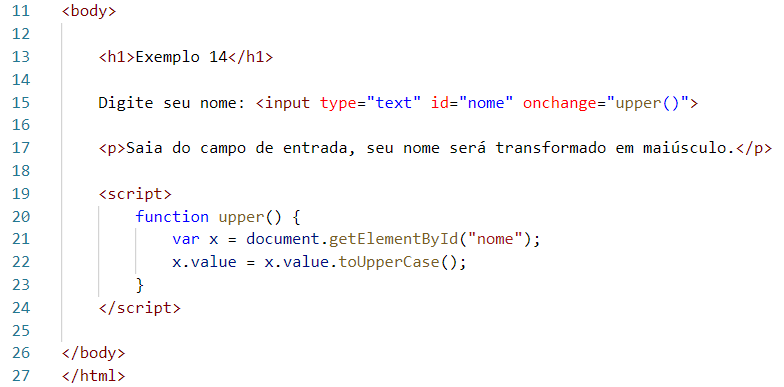 11 <body>
12
13 <h1>Exemplo 14</h1>
14
15 Digite seu nome: <input type="text" id="nome" onchange="upper()">
16
17 <p>Saia do campo de entrada, seu nome será transformado em maiúsculo.</p>
18
19 <script>
20 function upper() {
21 var x = document.getElementById("nome");
22 x.value = x.value.toUpperCase();
23 }
24 </script>
25
26 </body>
27 </html>